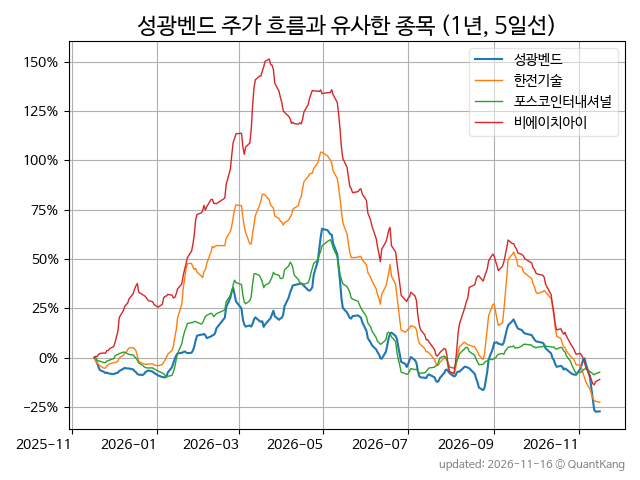 성광벤드 주가 흐름과 유사한 종목 (1년, 5일선)
성광벤드
한전기술
포스코인터내셔널
비에이치아이
150%
125%
100%
75%
50%
25%
0%
−25%
2025-11 2026-01 2026-03 2026-05 2026-07 2026-09 2026-11
updated: 2026-11-16 © QuantKang